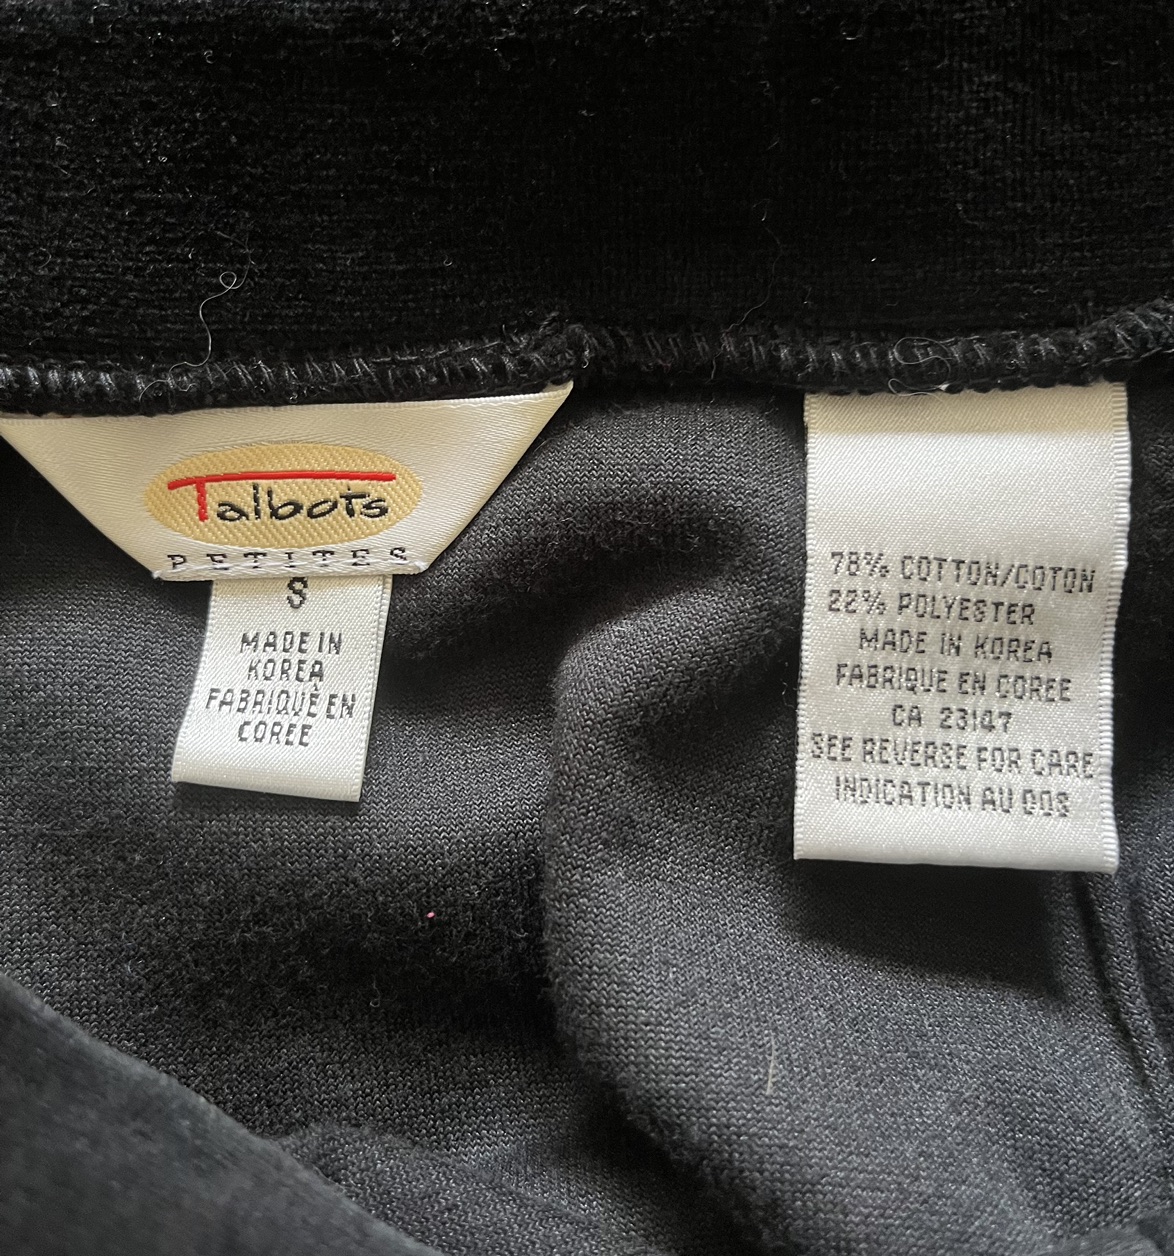 Talbots
PETITES
S
MADE IN
KOREA
FABRIQUÈ EN
COREE
78% COTTON/COTON
22% POLYESTER
MADE IN KOREA
FABRIQUE EN COREE
CA 23147
SEE REVERSE FOR CARE
INDICATION AU DOS